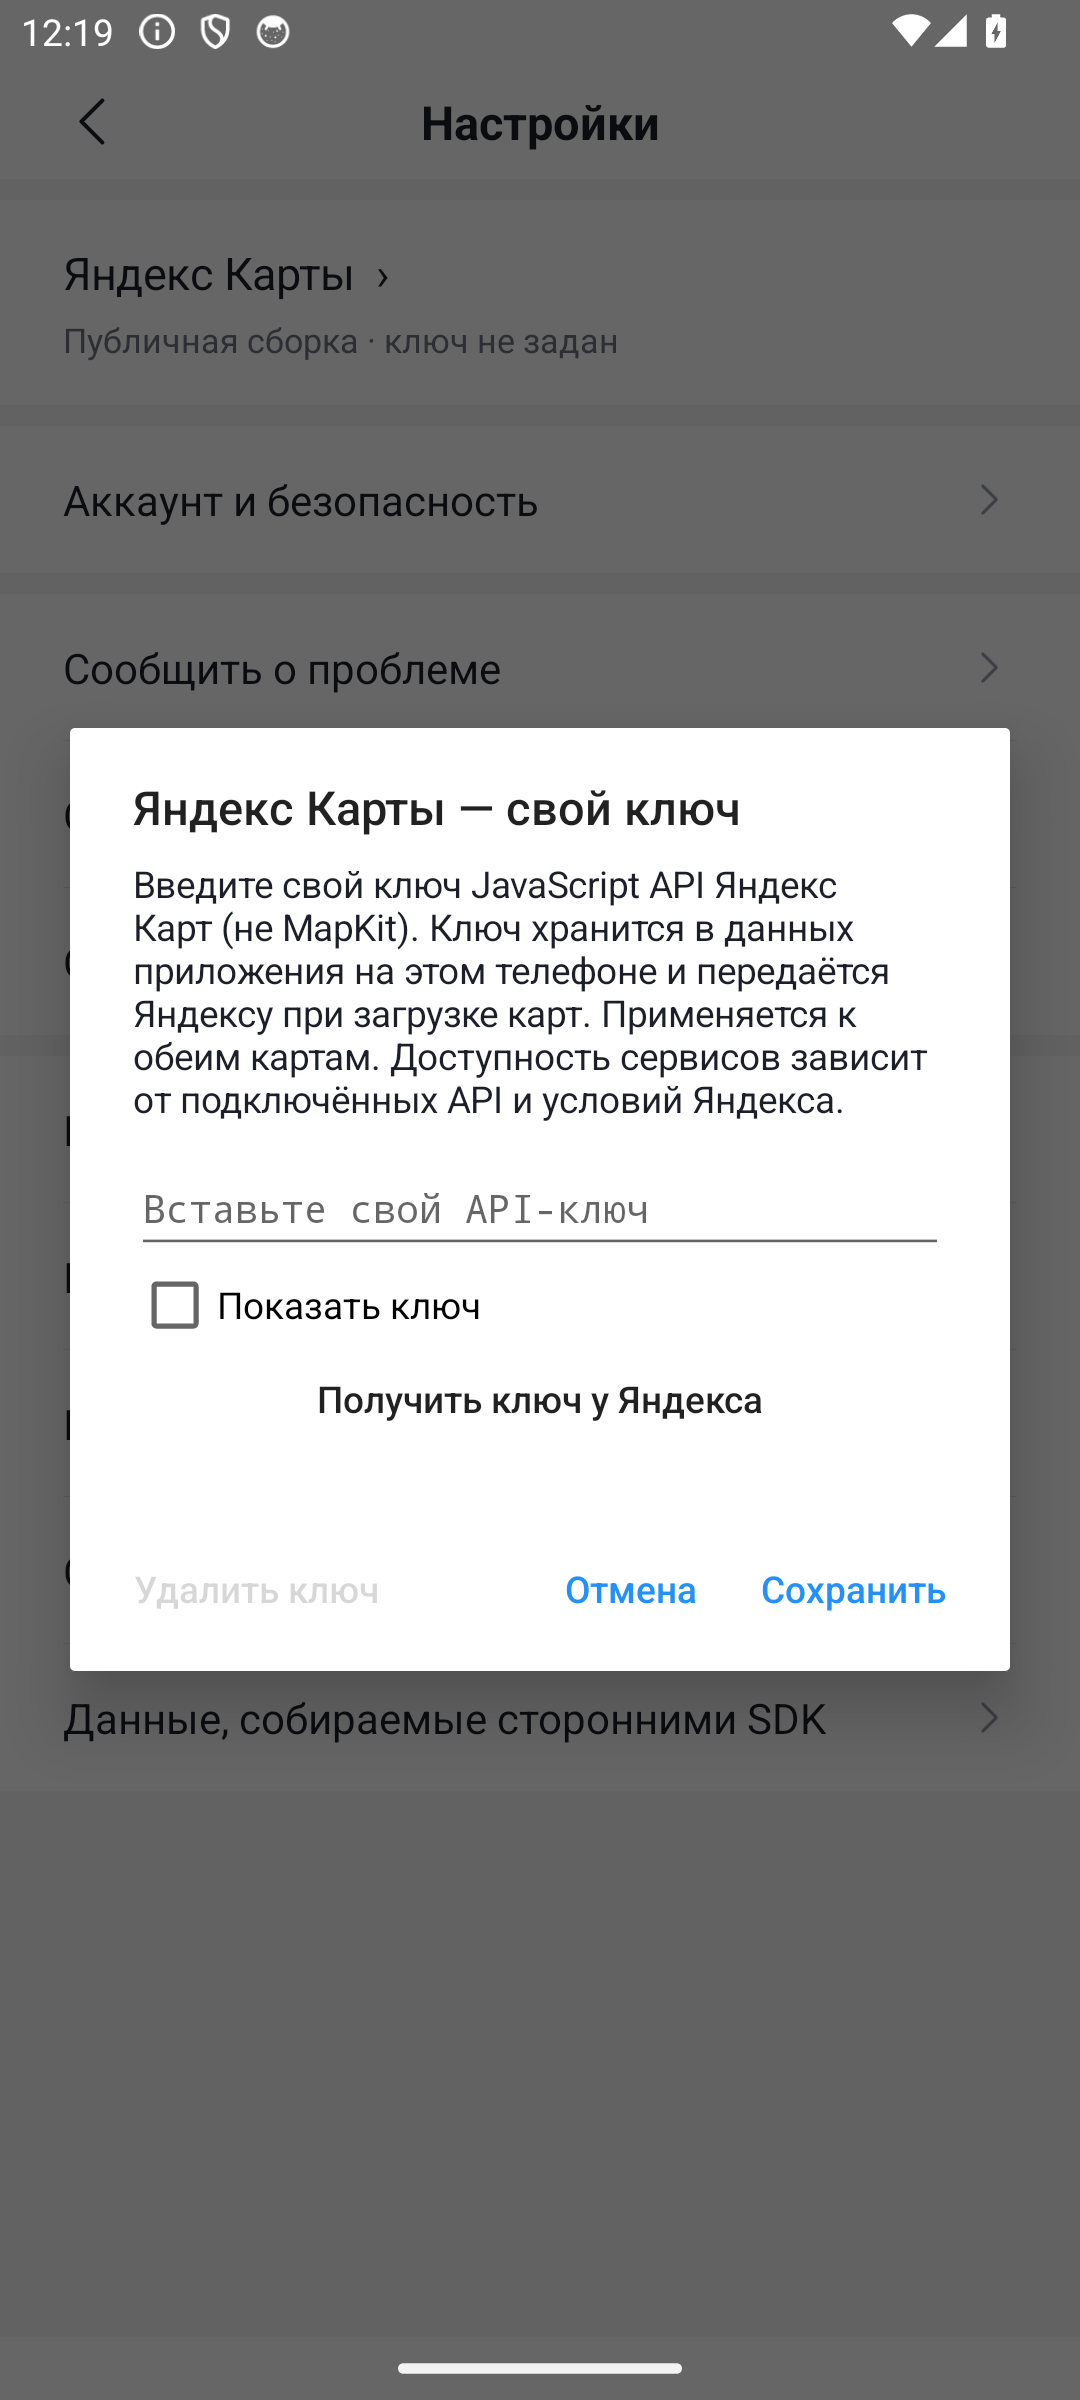 12:19
Настройки
Яндекс Карты ›
Публичная сборка · ключ не задан
Аккаунт и безопасность
Сообщить о проблеме
Яндекс Карты — свой ключ
Введите свой ключ JavaScript API Яндекс
Карт (не MapKit). Ключ хранится в данных
приложения на этом телефоне и передаётся
Яндексу при загрузке карт. Применяется к
обеим картам. Доступность сервисов зависит
от подключённых API и условий Яндекса.
Вставьте свой API-ключ
Показать ключ
Получить ключ у Яндекса
Удалить ключ
Отмена
Сохранить
Данные, собираемые сторонними SDK